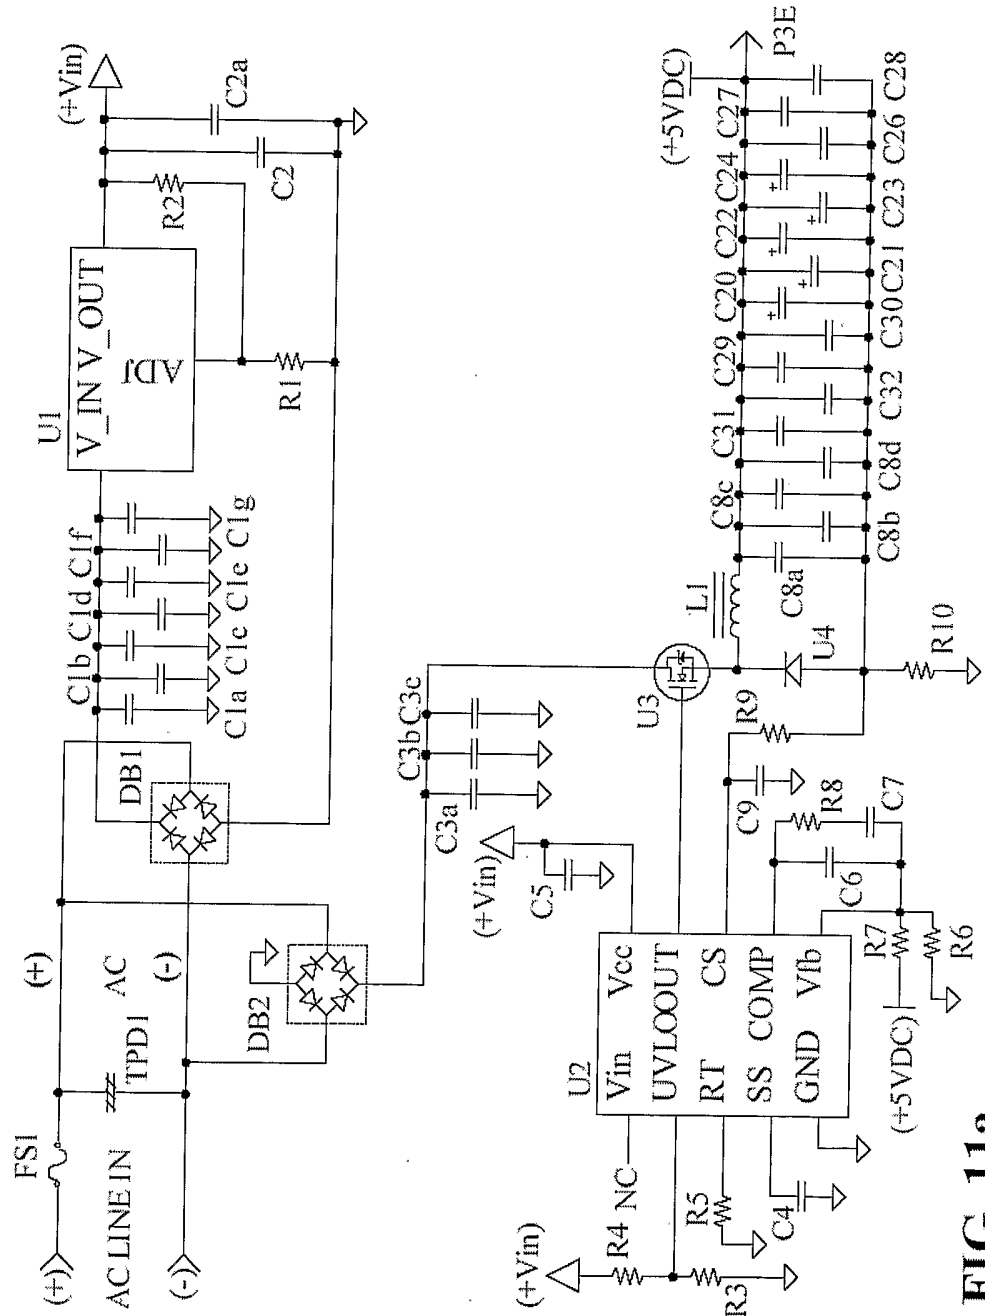 (+)
FS1
(+)
(+Vin)
AC LINE IN
TPD1
AC
(-)
(-)
DB1
DB2
C1b
C1d
C1f
C1a
C1c
C1e
C1g
U1
V_IN V_OUT
ADJ
R2
R1
C2
C2a
C3a
C3b
C3c
(+Vin)
C5
U2
Vin
Vcc
UVLO
OUT
RT
CS
SS
COMP
GND
Vfb
NC
(+Vin)
R4
R3
R5
C4
(+5VDC)
R7
R6
C6
R8
C7
C9
R9
U3
U4
R10
L1
C8a
C8b
C8c
C8d
C31
C32
C29
C30
C20
C21
C22
C23
C24
C26
C27
C28
(+5VDC)
P3E
FIG. 11a